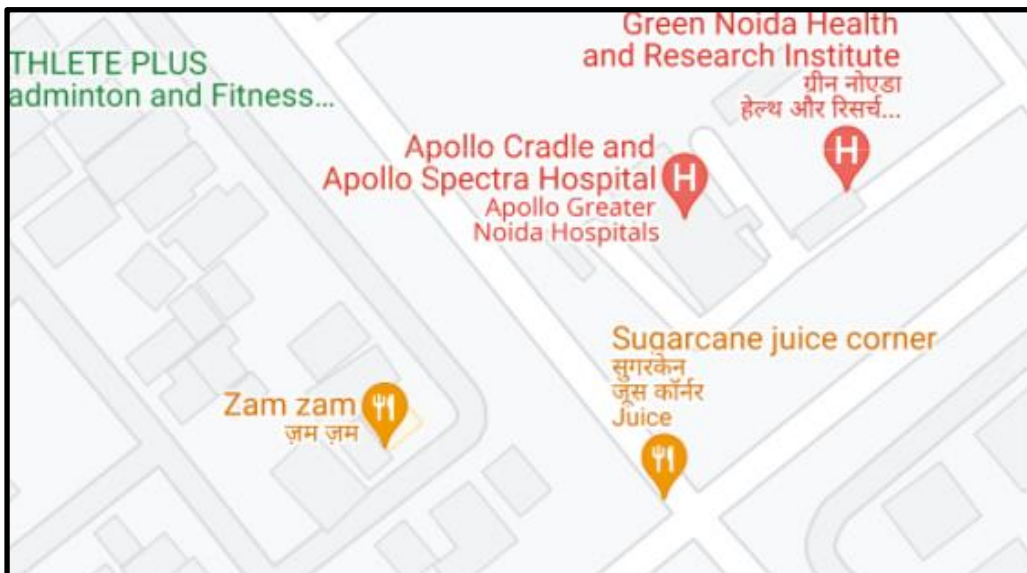 THLETE PLUS
adminton and Fitness...
Green Noida Health
and Research Institute
ग्रीन नोएडा
हेल्थ और रिसर्च...
H
Apollo Cradle and
Apollo Spectra Hospital
H
Apollo Greater
Noida Hospitals
Sugarcane juice corner
सुगरकेन
जूस कॉर्नर
Juice
Zam zam
ज़म ज़म